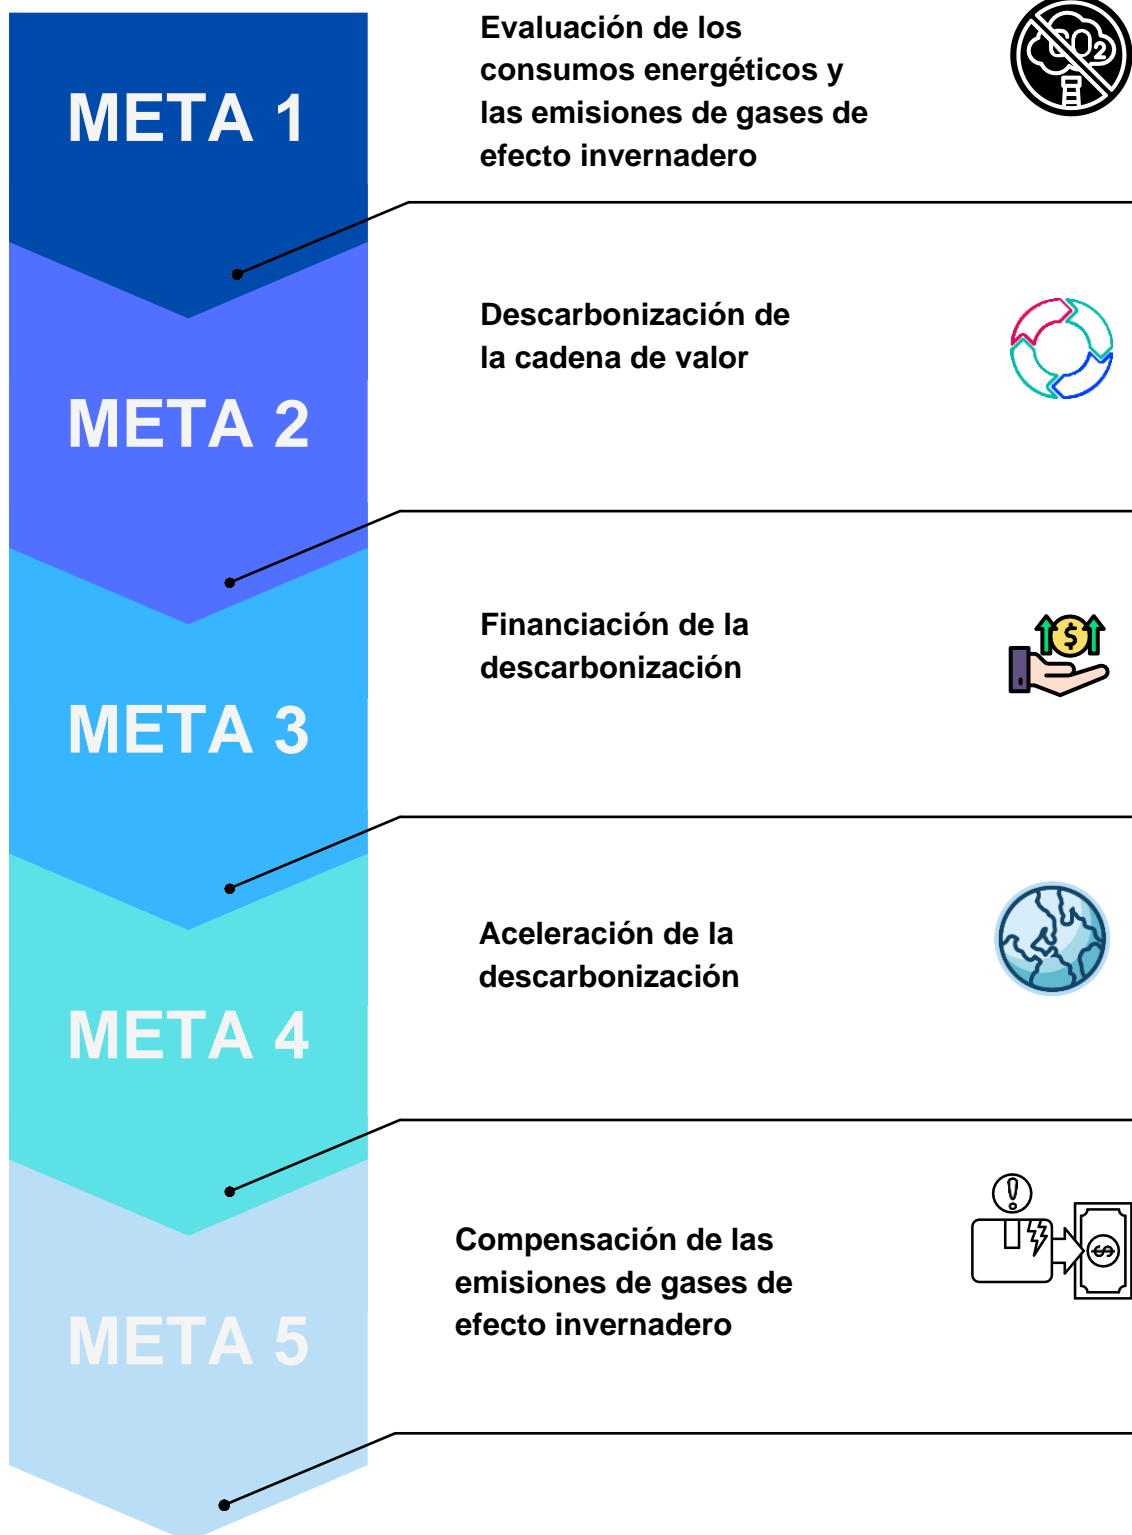 META 1
Evaluación de los
consumos energéticos y
las emisiones de gases de
efecto invernadero
CO2
META 2
Descarbonización de
la cadena de valor
META 3
Financiación de la
descarbonización
$
META 4
Aceleración de la
descarbonización
META 5
Compensación de las
emisiones de gases de
efecto invernadero
!
$